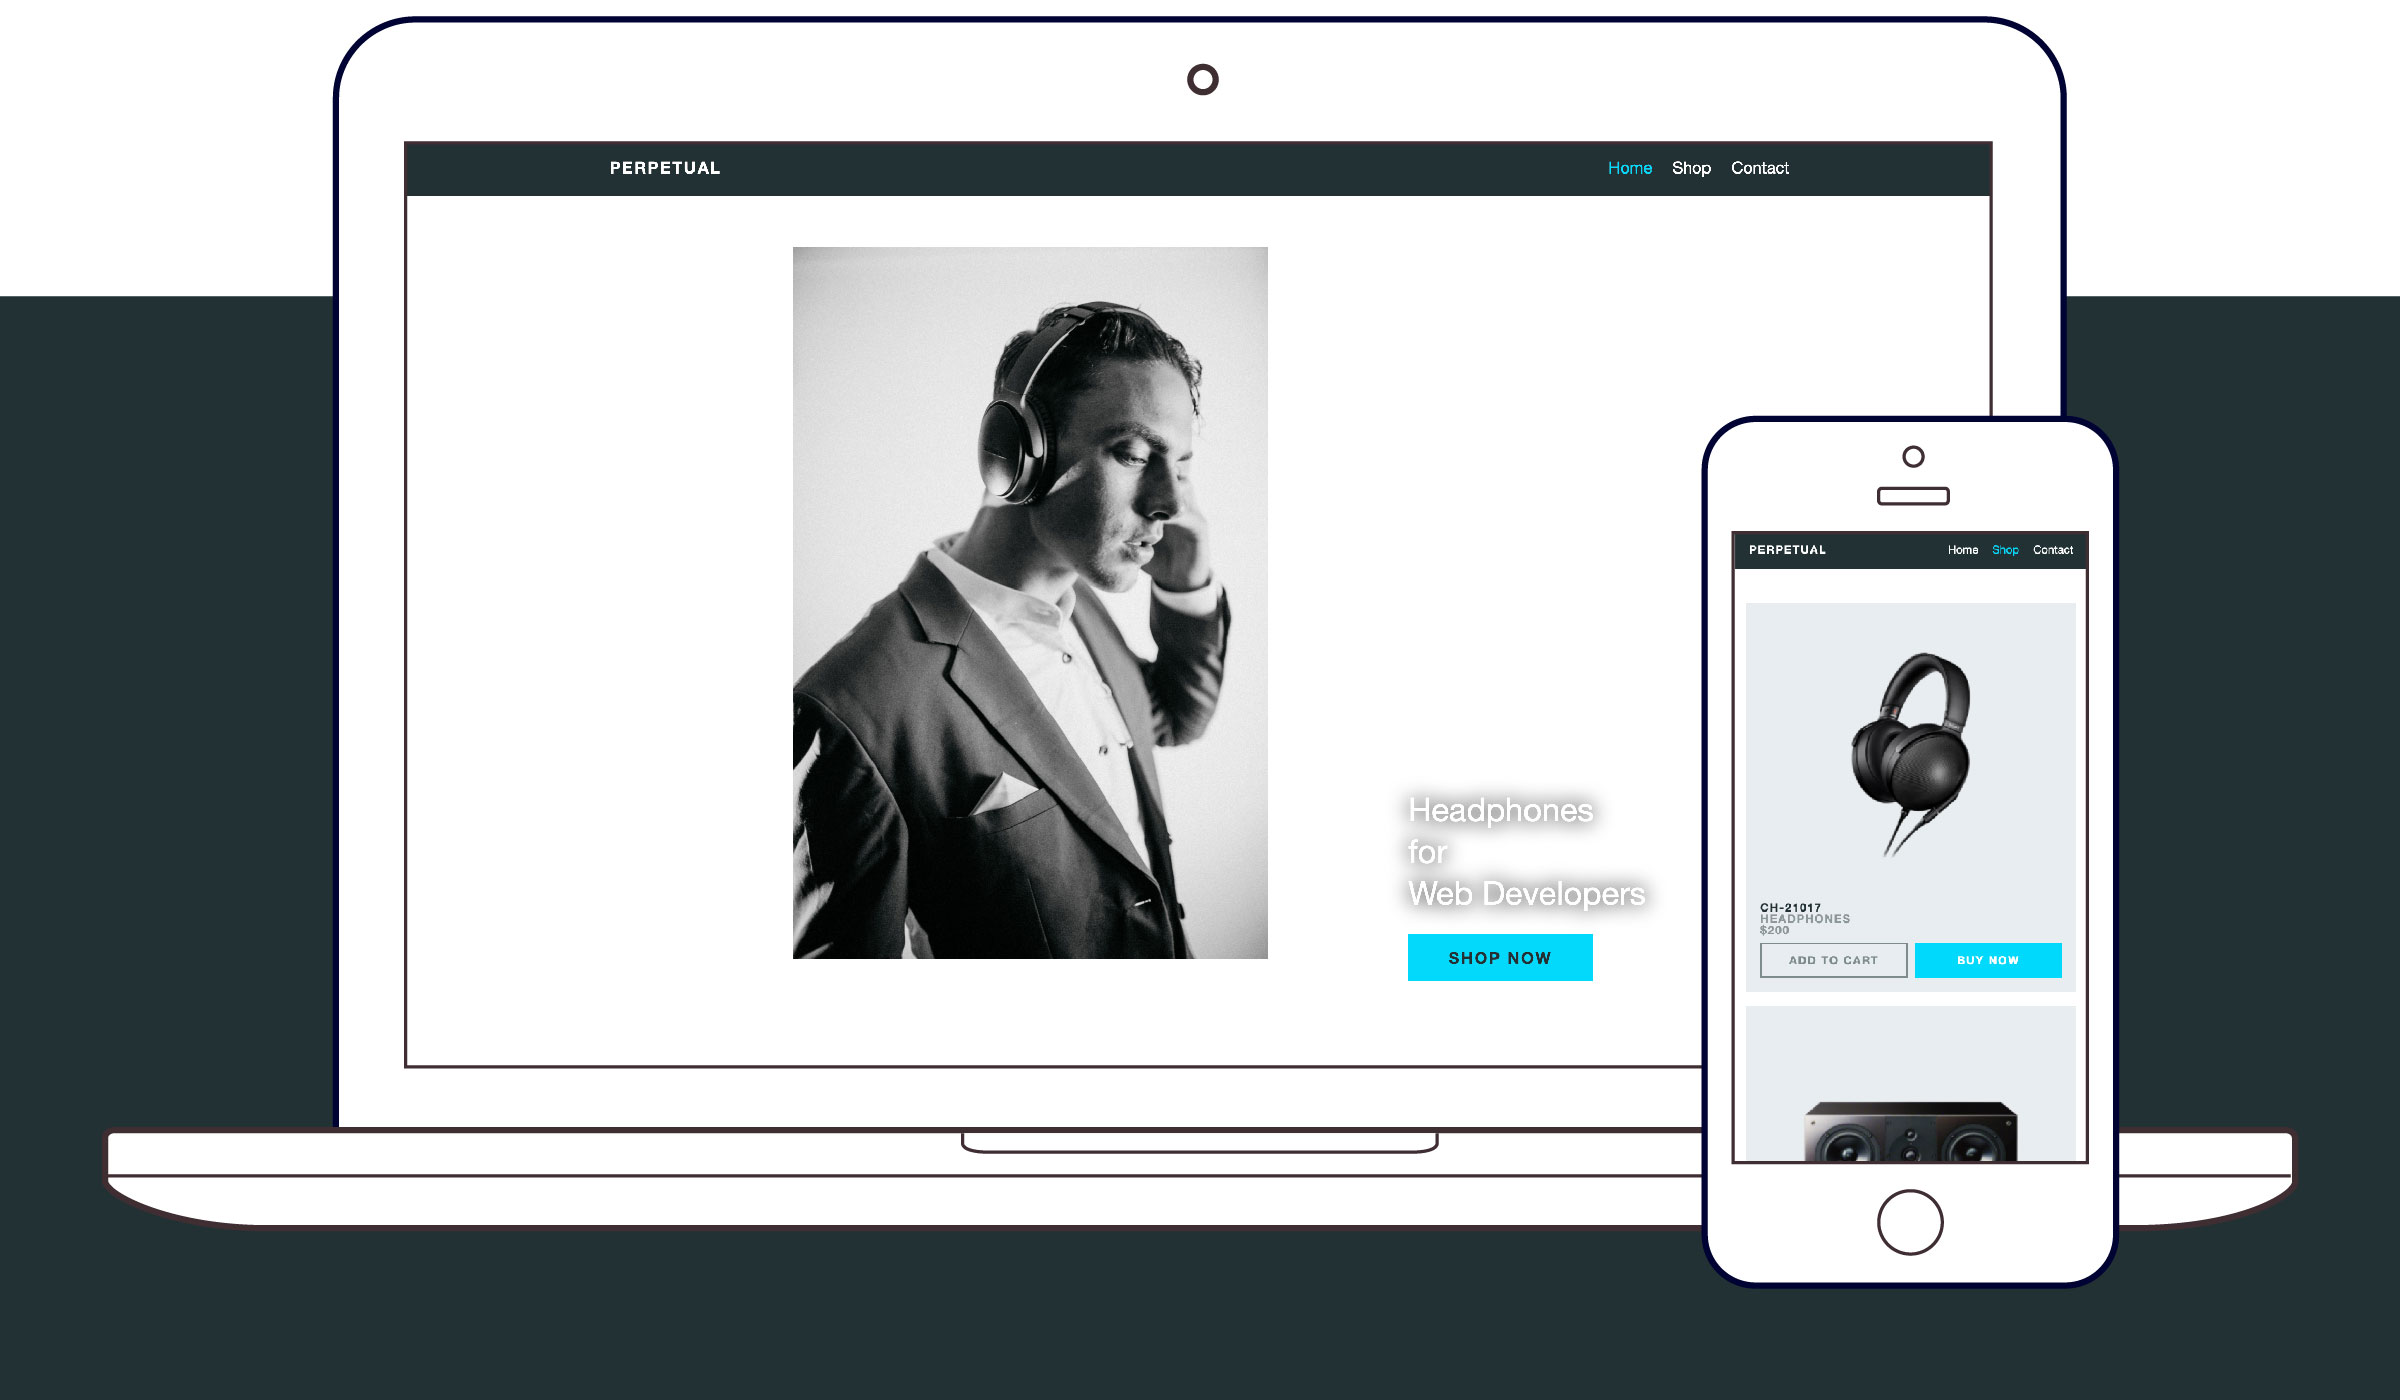 PERPETUAL
Home Shop Contact
Headphones
for
Web Developers
SHOP NOW
PERPETUAL
Home Shop Contact
CH-21017
HEADPHONES
$200
ADD TO CART
BUY NOW